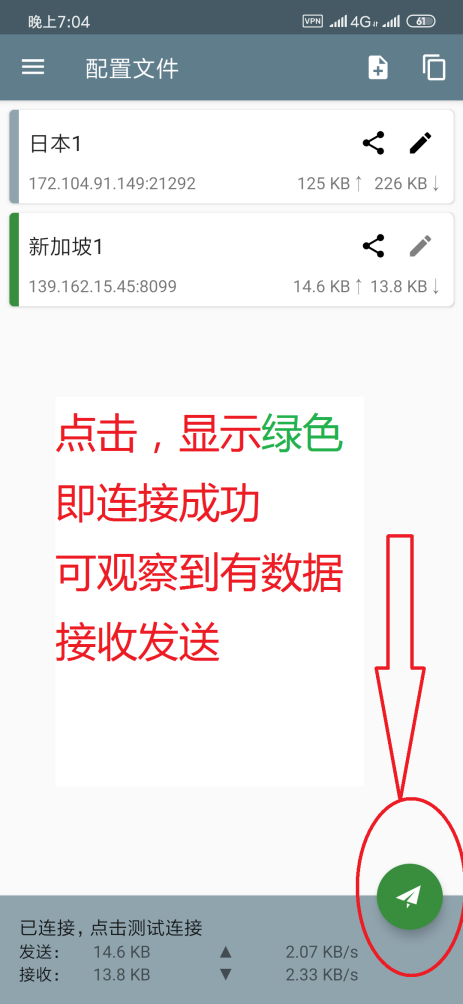 晚上7:04 VPN 4G 61
配置文件
日本1
172.104.91.149:21292 125 KB↑ 226 KB↓
新加坡1
139.162.15.45:8099 14.6 KB↑ 13.8 KB↓
点击，显示绿色
即连接成功
可观察到有数据
接收发送
已连接，点击测试连接
发送： 14.6 KB ▲ 2.07 KB/s
接收： 13.8 KB ▼ 2.33 KB/s